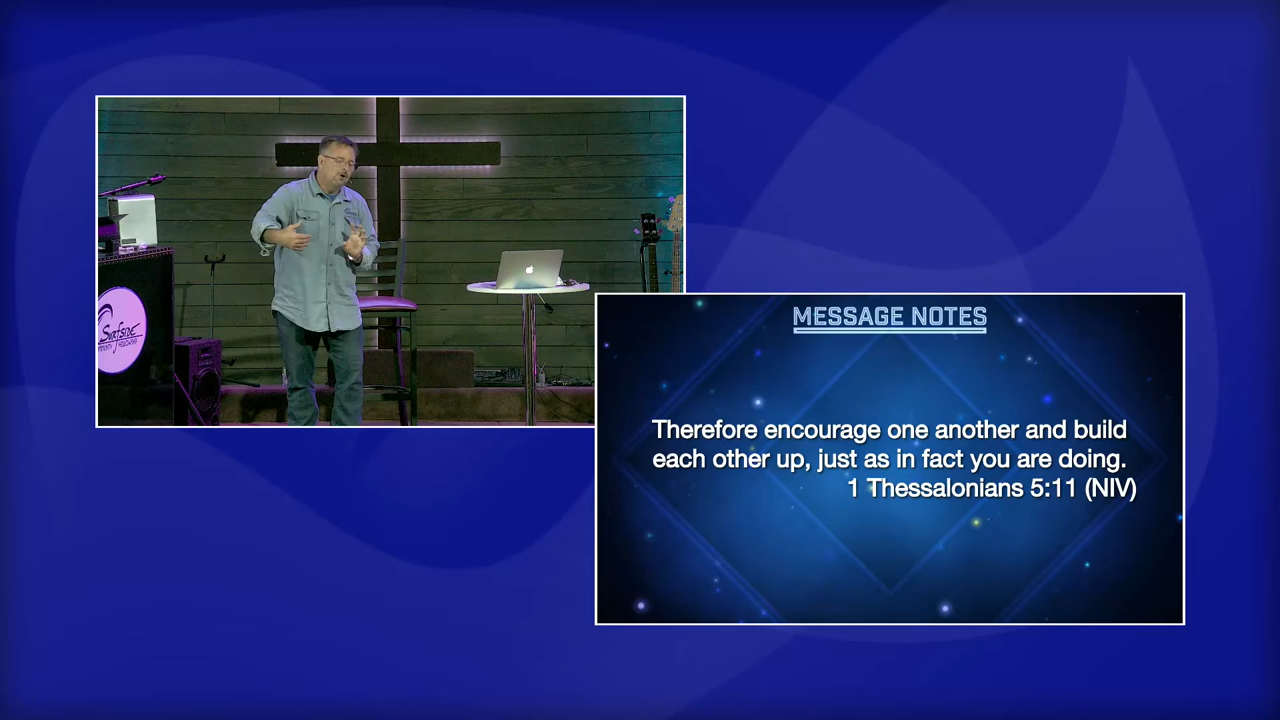 Surfside
MESSAGE NOTES
Therefore encourage one another and build
each other up, just as in fact you are doing.
1 Thessalonians 5:11 (NIV)